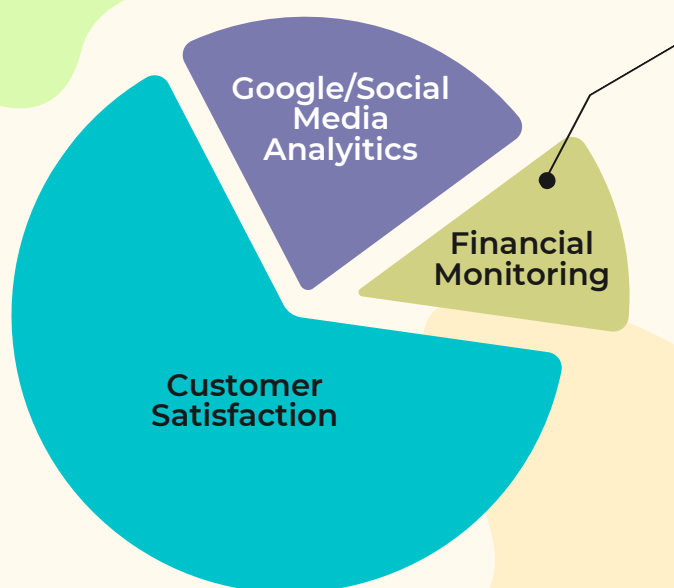 Google/Social
Media
Analyitics
Financial
Monitoring
Customer
Satisfaction